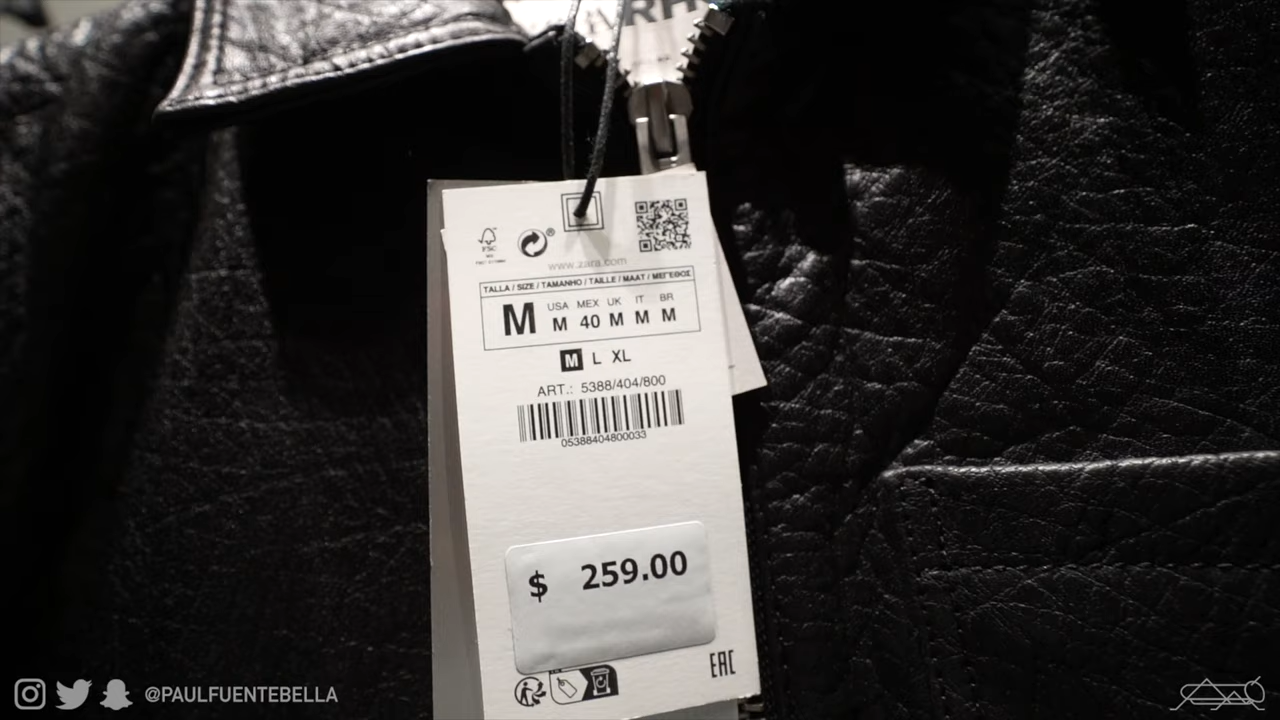 FSC
®
www.zara.com
TALLA / SIZE / TAMANHO / TAILLE / MAAT / ΜΕΓΕΘΟΣ
M
USA MEX UK IT BR
M 40 M M M
M L XL
ART.: 5388/404/800
05388404800033
$ 259.00
EAC
@PAULFUENTEBELLA